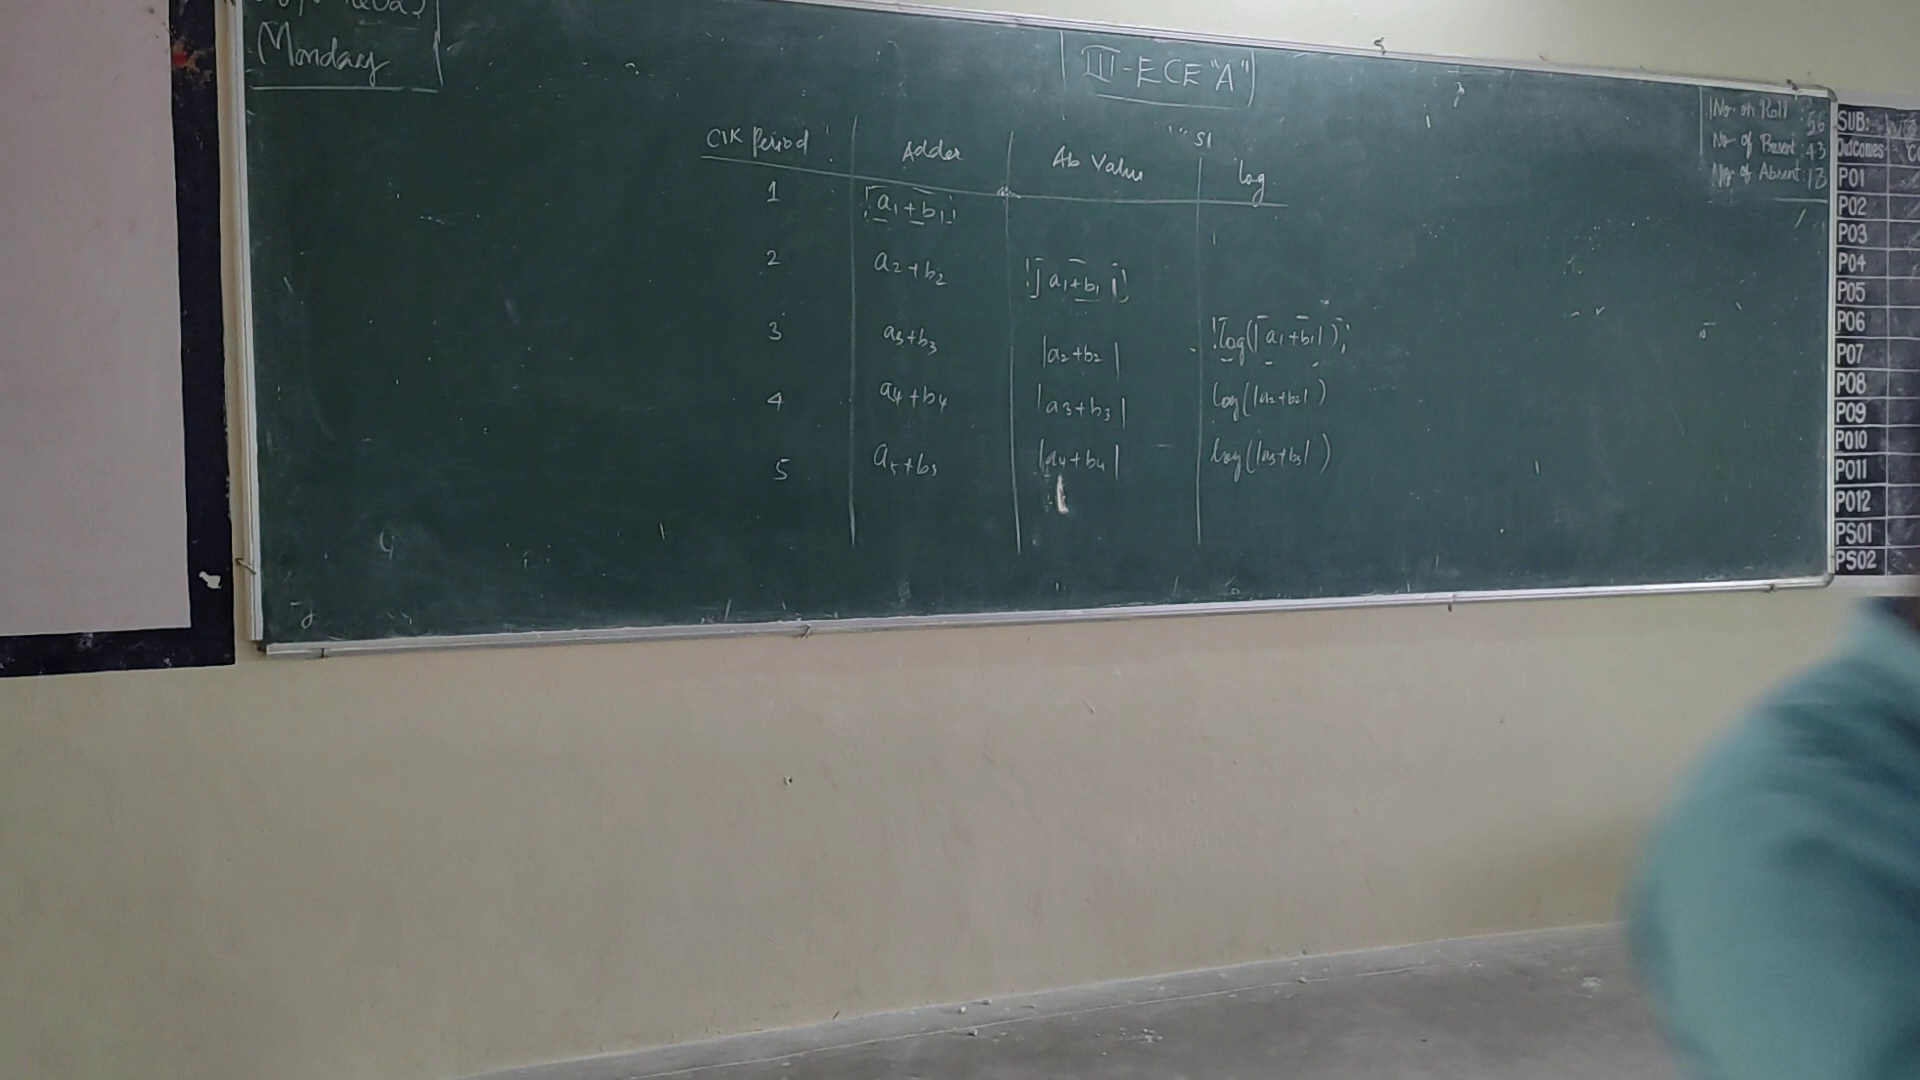 Monday
III-ECE "A"
No. on Roll : 56
No of Present : 43
No of Absent : 13
Clk Period Adder Ab Value log
1 a1+b1
2 a2+b2 |a1+b1|
3 a3+b3 |a2+b2| log(|a1+b1|)
4 a4+b4 |a3+b3| log(|a2+b2|)
5 a5+b5 |a4+b4| log(|a3+b3|)
SUB:
Outcomes
PO1
PO2
PO3
PO4
PO5
PO6
PO7
PO8
PO9
PO10
PO11
PO12
PSO1
PSO2